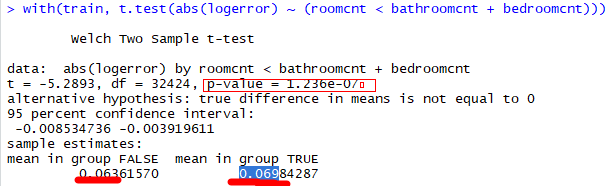 > with(train, t.test(abs(logerror) ~ (roomcnt < bathroomcnt + bedroomcnt)))
Welch Two Sample t-test
data:  abs(logerror) by roomcnt < bathroomcnt + bedroomcnt
t = -5.2893, df = 32424, p-value = 1.236e-07
alternative hypothesis: true difference in means is not equal to 0
95 percent confidence interval:
 -0.008534736 -0.003919611
sample estimates:
mean in group FALSE  mean in group TRUE
0.06361570          0.06984287